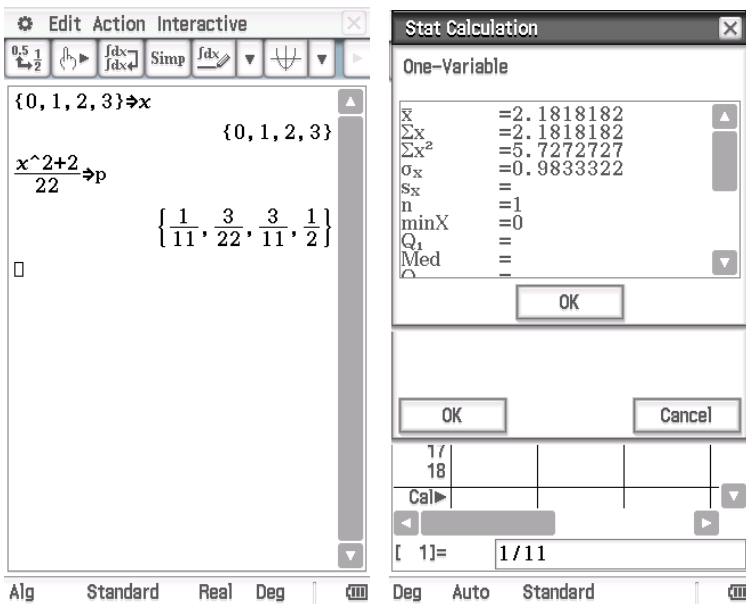 Edit Action Interactive
0.5 1 2 ∫dx ∫dx Simp ∫dx
{0,1,2,3}⇒x
{0,1,2,3}
x^2+2
22
⇒p
{1/11, 3/22, 3/11, 1/2}
Alg Standard Real Deg
Stat Calculation
One-Variable
x̄ =2.1818182
Σx =2.1818182
Σx² =5.7272727
σx =0.9833322
sx =
n =1
minX =0
Q₁ =
Med =
OK
OK Cancel
17
18
Cal▶
[ 1]= 1/11
Deg Auto Standard